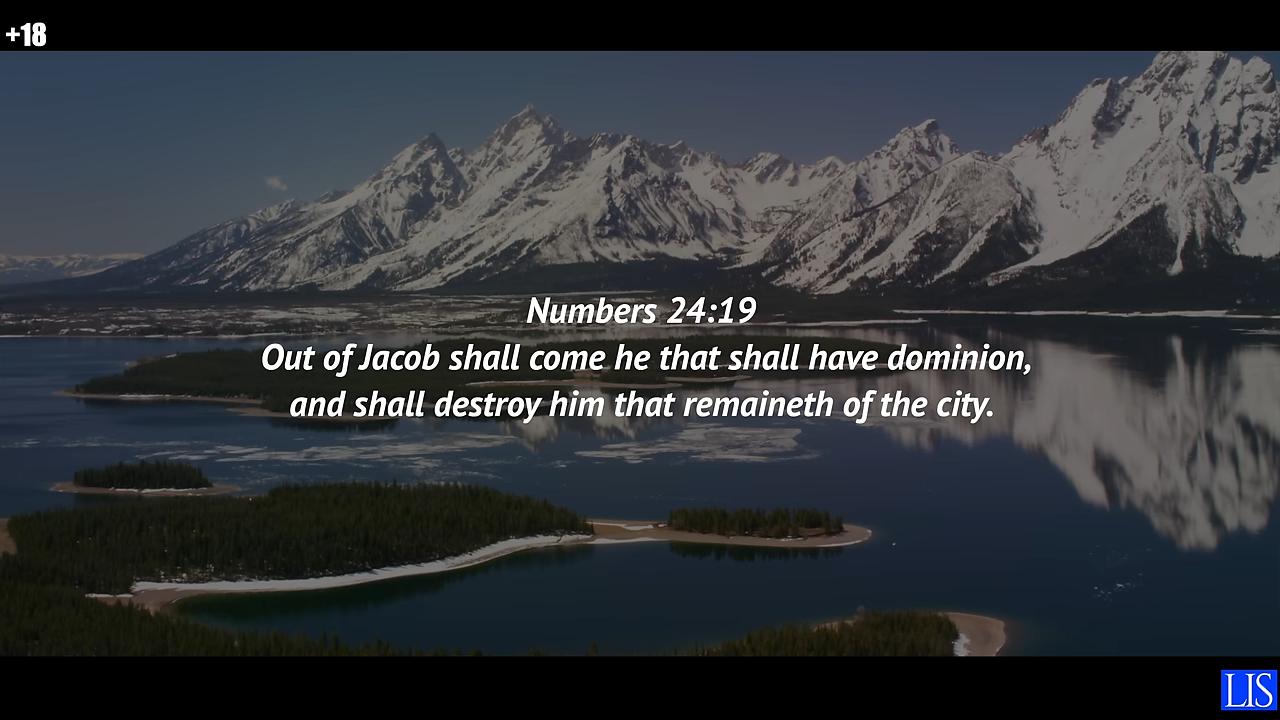 +18
Numbers 24:19
Out of Jacob shall come he that shall have dominion,
and shall destroy him that remaineth of the city.
LIS